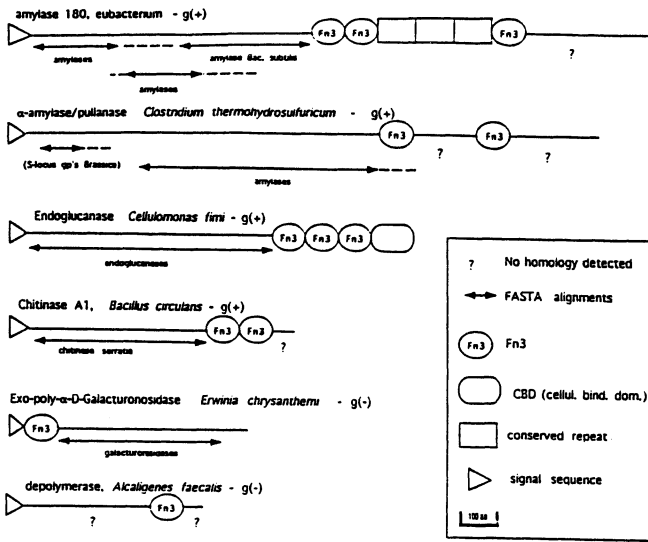 amylase 180, eubacterium - g(+)
Fn3 Fn3 Fn3
amylases
amylase Bac. subtilis
?
amylases
α-amylase/pullanase Clostridium thermohydrosulfuricum - g(+)
Fn3 Fn3
? ?
(S-locus gp's Brassica)
amylases
Endoglucanase Cellulomonas fimi - g(+)
Fn3 Fn3 Fn3
endoglucanases
Chitinase A1, Bacillus circulans - g(+)
Fn3 Fn3
?
chitinase serratia
Exo-poly-α-D-Galacturonosidase Erwinia chrysanthemi - g(-)
Fn3
galacturonosidases
depolymerase, Alcaligenes faecalis - g(-)
Fn3
? ?
? No homology detected
FASTA alignments
Fn3 Fn3
CBD (cellul. bind. dom.)
conserved repeat
signal sequence
100 aa